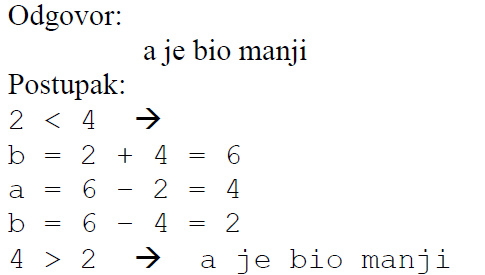 Odgovor:
a je bio manji
Postupak:
2 < 4 →
b = 2 + 4 = 6
a = 6 – 2 = 4
b = 6 – 4 = 2
4 > 2 → a je bio manji